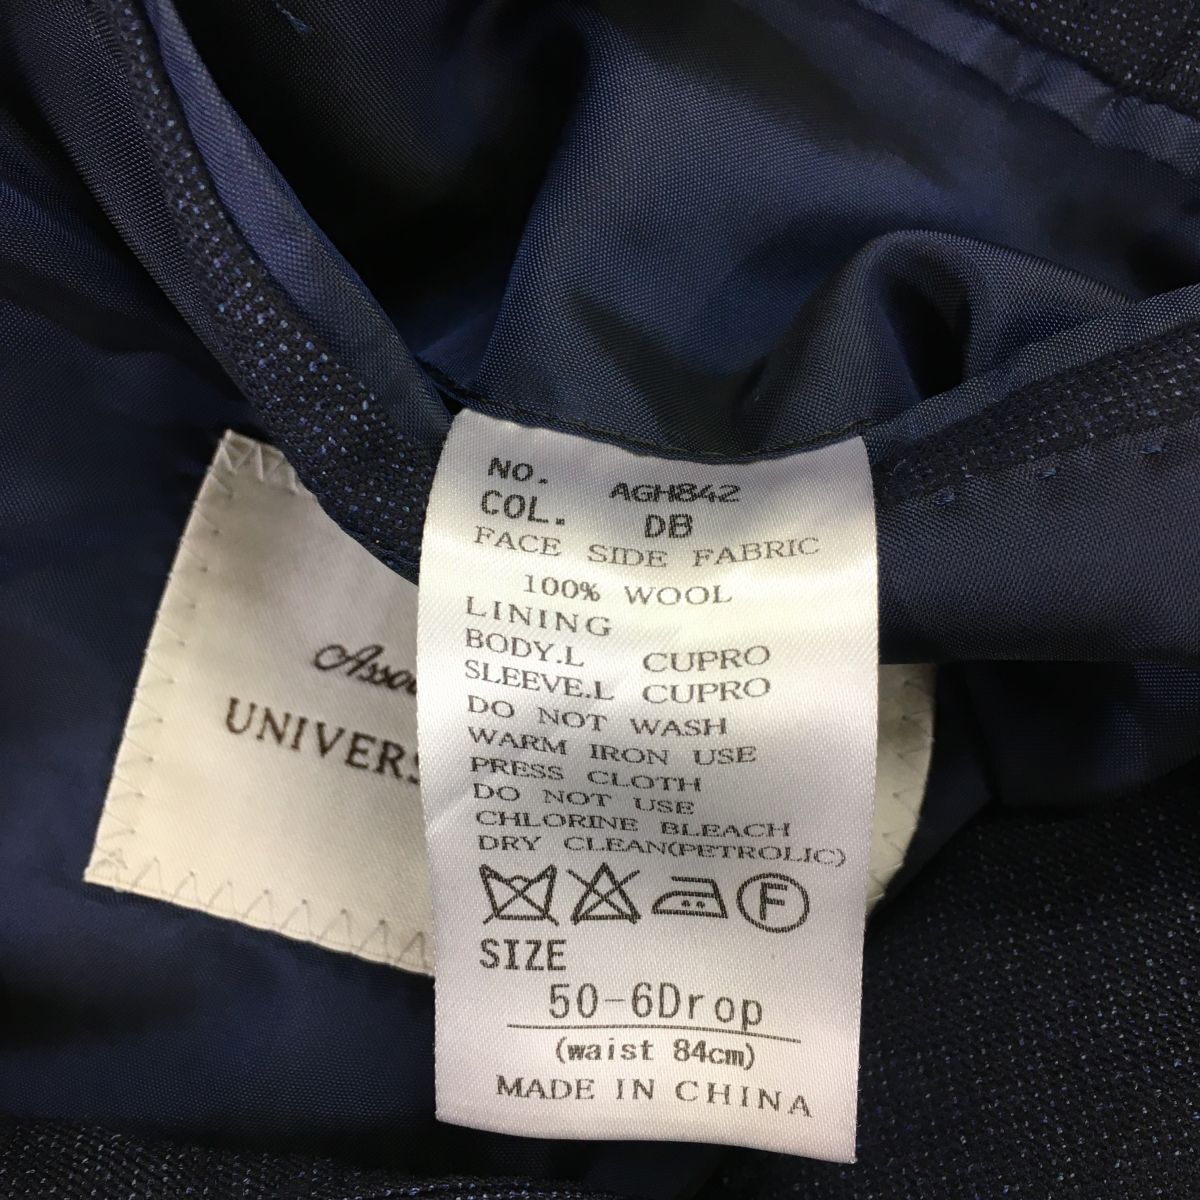 NO. AGH842
COL. DB
FACE SIDE FABRIC
100% WOOL
LINING
BODY.L CUPRO
SLEEVE.L CUPRO
DO NOT WASH
WARM IRON USE
PRESS CLOTH
DO NOT USE
CHLORINE BLEACH
DRY CLEAN(PETROLIC)
F
SIZE
50-6Drop
(waist 84cm)
MADE IN CHINA